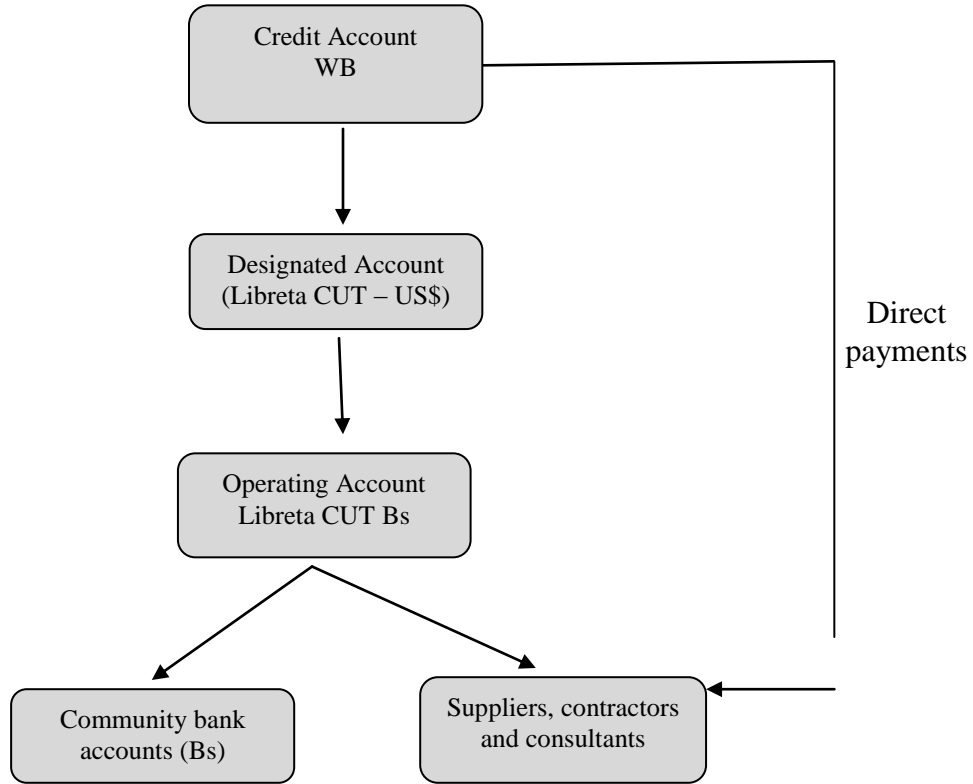 Credit Account
WB
Designated Account
(Libreta CUT – US$)
Direct
payments
Operating Account
Libreta CUT Bs
Community bank
accounts (Bs)
Suppliers, contractors
and consultants